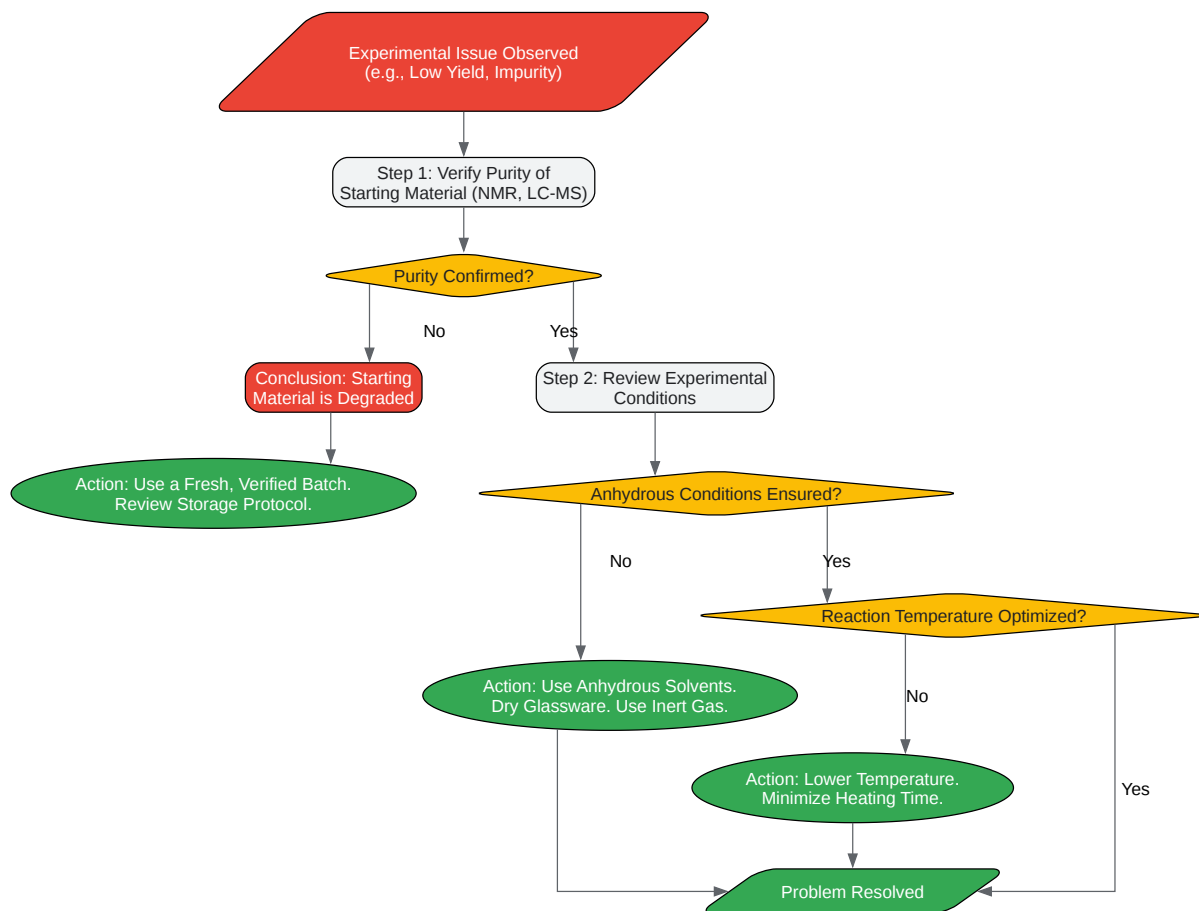 Experimental Issue Observed
(e.g., Low Yield, Impurity)
Step 1: Verify Purity of
Starting Material (NMR, LC-MS)
Purity Confirmed?
No
Yes
Conclusion: Starting
Material is Degraded
Step 2: Review Experimental
Conditions
Action: Use a Fresh, Verified Batch.
Review Storage Protocol.
Anhydrous Conditions Ensured?
No
Yes
Reaction Temperature Optimized?
Action: Use Anhydrous Solvents.
Dry Glassware. Use Inert Gas.
No
Action: Lower Temperature.
Minimize Heating Time.
Yes
Problem Resolved